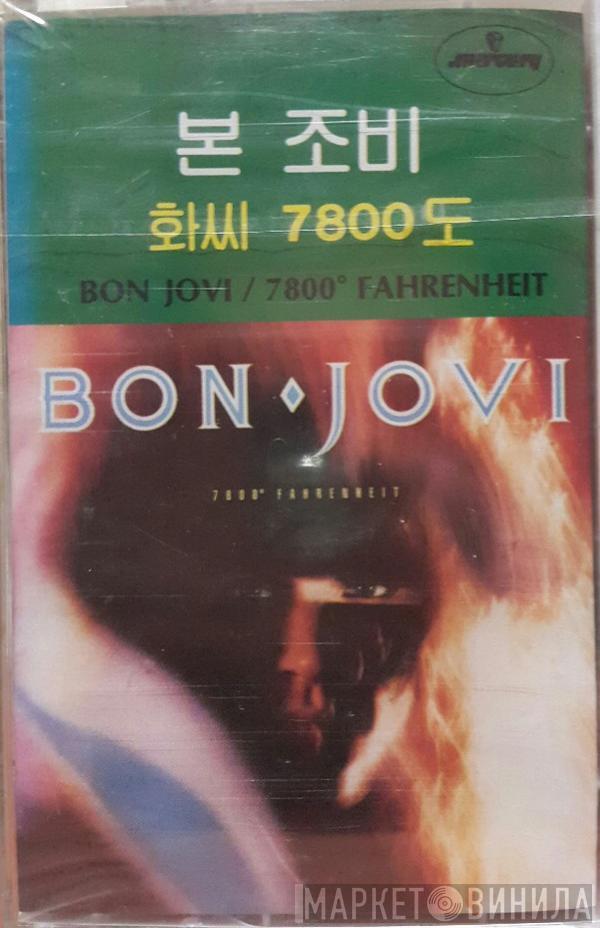 mercury
본 조비
화씨 7800도
BON JOVI / 7800° FAHRENHEIT
BON◆JOVI
7800° FAHRENHEIT
МАРКЕТ ВИНИЛА